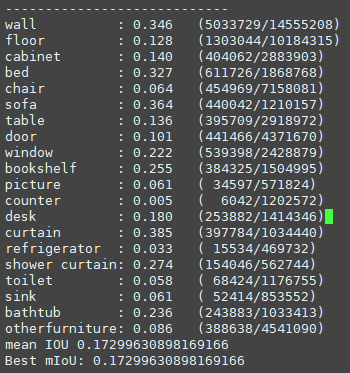 ----------------------------
wall          : 0.346   (5033729/14555208)
floor         : 0.128   (1303044/10184315)
cabinet       : 0.140   (404062/2883903)
bed           : 0.327   (611726/1868768)
chair         : 0.064   (454969/7158081)
sofa          : 0.364   (440042/1210157)
table         : 0.136   (395709/2918972)
door          : 0.101   (441466/4371670)
window        : 0.222   (539398/2428879)
bookshelf     : 0.255   (384325/1504995)
picture       : 0.061   ( 34597/571824)
counter       : 0.005   (  6042/1202572)
desk          : 0.180   (253882/1414346)
curtain       : 0.385   (397784/1034440)
refrigerator  : 0.033   ( 15534/469732)
shower curtain: 0.274   (154046/562744)
toilet        : 0.058   ( 68424/1176755)
sink          : 0.061   ( 52414/853552)
bathtub       : 0.236   (243883/1033413)
otherfurniture: 0.086   (388638/4541090)
mean IOU 0.17299630898169166
Best mIoU: 0.17299630898169166